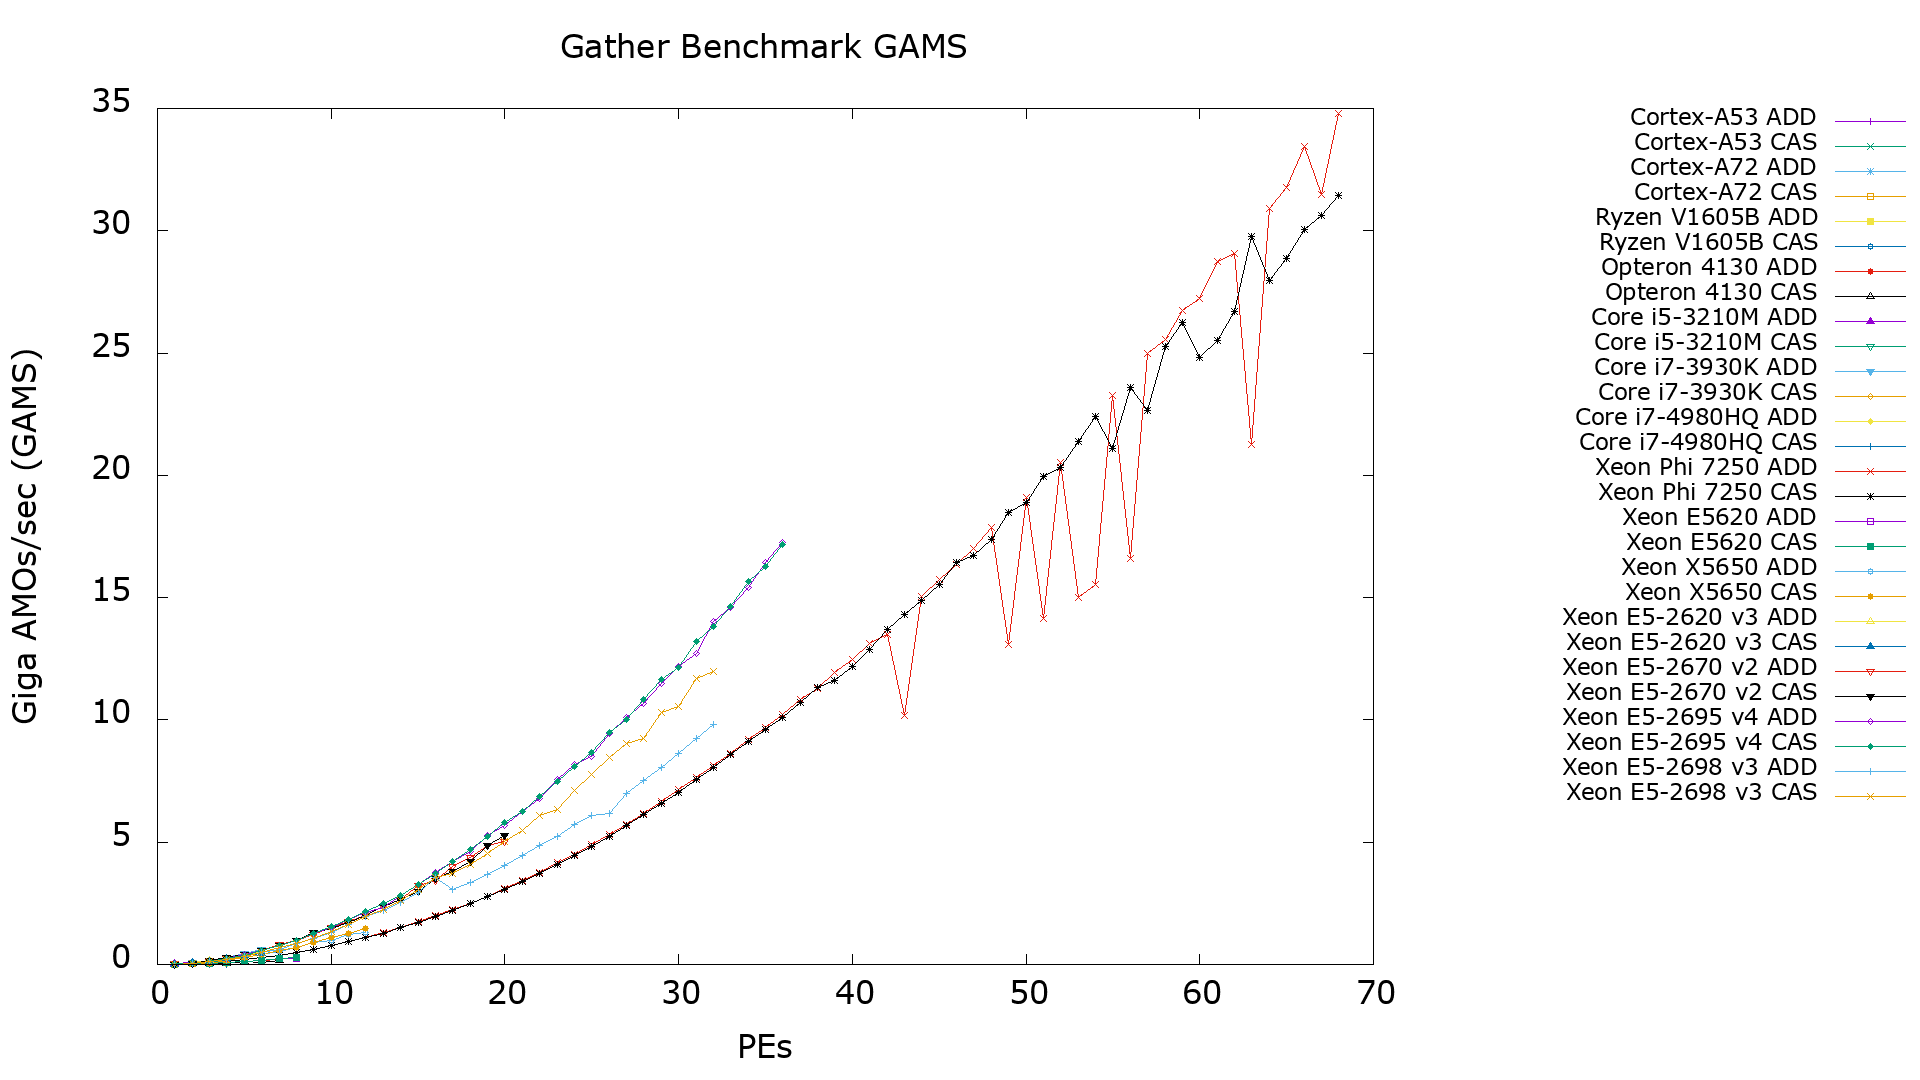 Gather Benchmark GAMS
Giga AMOs/sec (GAMS)
35
30
25
20
15
10
5
0
0 10 20 30 40 50 60 70
PEs
Cortex-A53 ADD
Cortex-A53 CAS
Cortex-A72 ADD
Cortex-A72 CAS
Ryzen V1605B ADD
Ryzen V1605B CAS
Opteron 4130 ADD
Opteron 4130 CAS
Core i5-3210M ADD
Core i5-3210M CAS
Core i7-3930K ADD
Core i7-3930K CAS
Core i7-4980HQ ADD
Core i7-4980HQ CAS
Xeon Phi 7250 ADD
Xeon Phi 7250 CAS
Xeon E5620 ADD
Xeon E5620 CAS
Xeon X5650 ADD
Xeon X5650 CAS
Xeon E5-2620 v3 ADD
Xeon E5-2620 v3 CAS
Xeon E5-2670 v2 ADD
Xeon E5-2670 v2 CAS
Xeon E5-2695 v4 ADD
Xeon E5-2695 v4 CAS
Xeon E5-2698 v3 ADD
Xeon E5-2698 v3 CAS